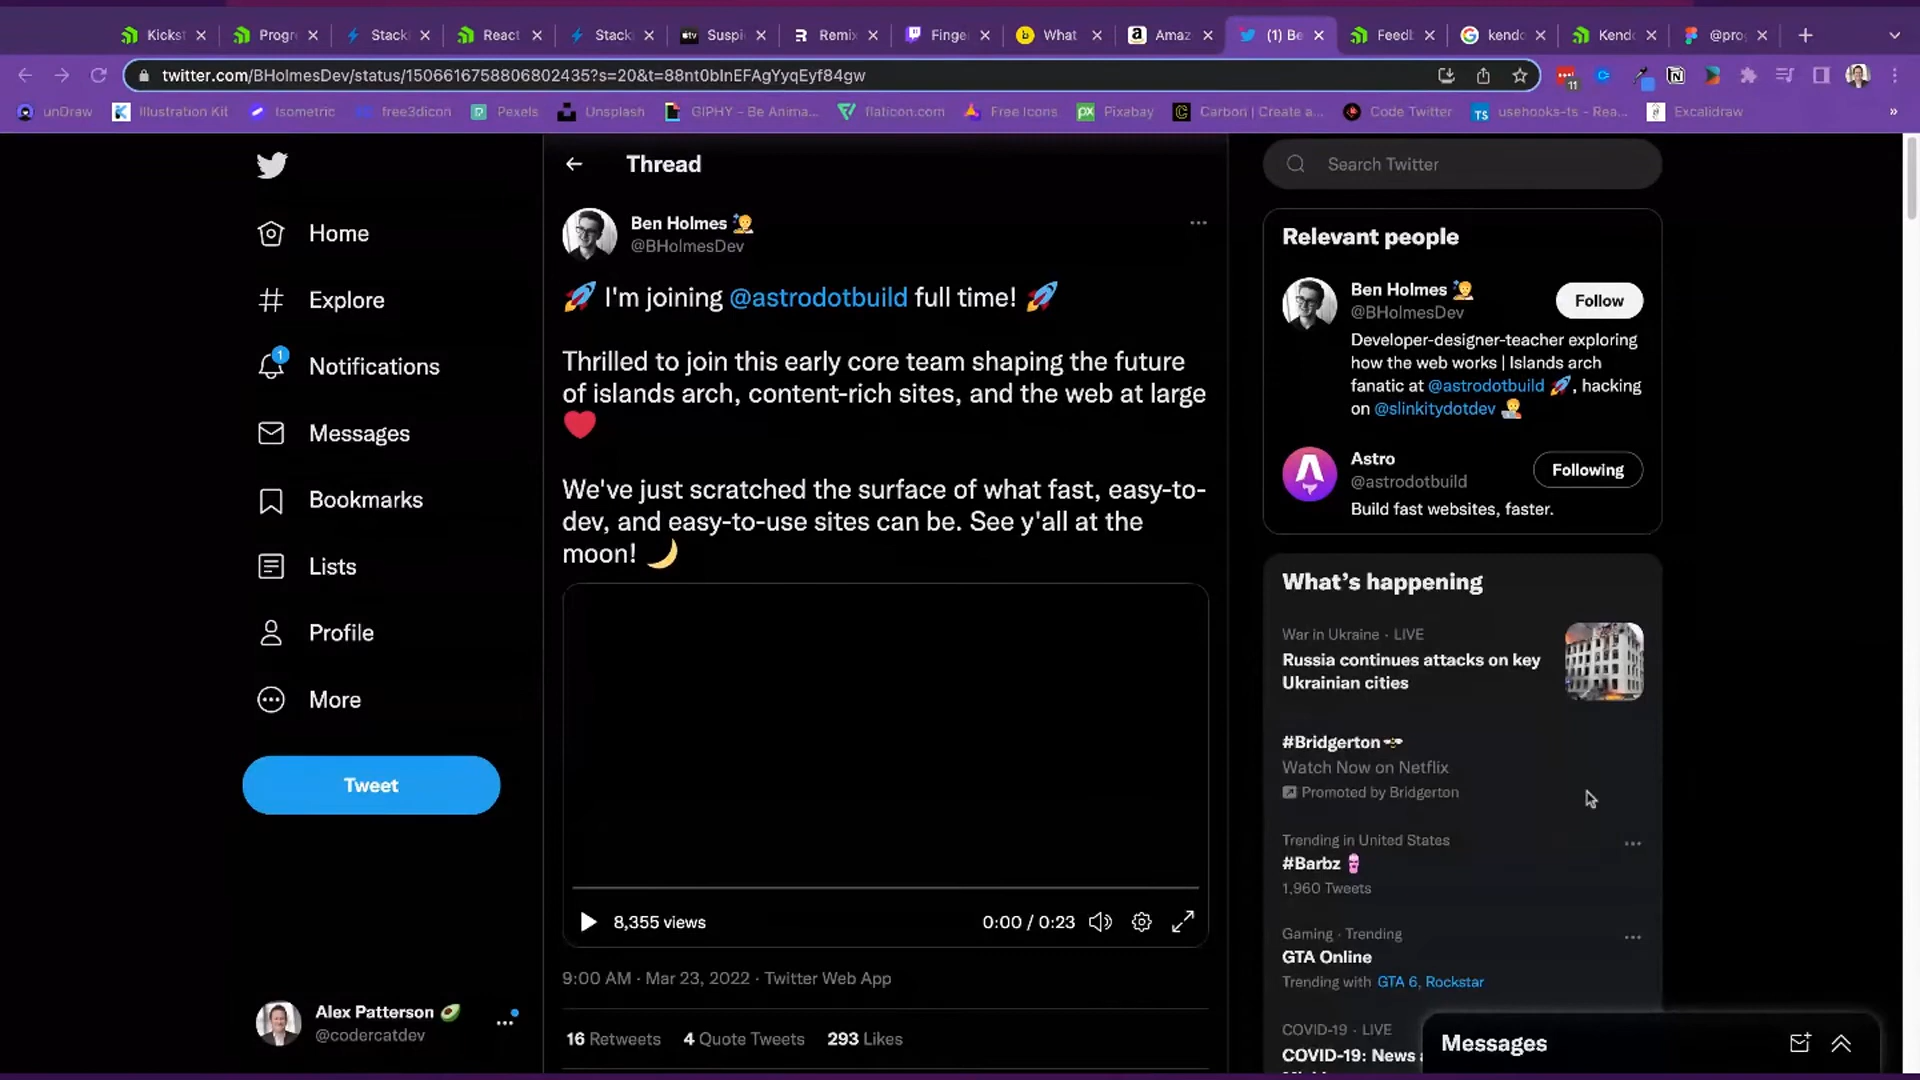 Kickst
Progr
Stack
React
Stack
Suspi
Remix
Finge
What
Amaz
(1) Be
Feedb
kendo
Kendo
@prog
twitter.com/BHolmesDev/status/1506616758806802435?s=20&t=88nt0bInEFAgYyqEyf84gw
11
unDraw
Illustration Kit
Isometric
free3dicon
Pexels
Unsplash
GIPHY - Be Anima...
flaticon.com
Free Icons
Pixabay
Carbon | Create a...
Code Twitter
usehooks-ts - Rea...
Excalidraw
»
Home
Explore
1
Notifications
Messages
Bookmarks
Lists
Profile
More
Tweet
Alex Patterson 🥑
@codercatdev
Thread
Ben Holmes
@BHolmesDev
🚀 I'm joining @astrodotbuild full time! 🚀
Thrilled to join this early core team shaping the future
of islands arch, content-rich sites, and the web at large
❤️
We've just scratched the surface of what fast, easy-to-
dev, and easy-to-use sites can be. See y'all at the
moon! 🌙
8,355 views
0:00 / 0:23
9:00 AM · Mar 23, 2022 · Twitter Web App
16 Retweets 4 Quote Tweets 293 Likes
Search Twitter
Relevant people
Ben Holmes
@BHolmesDev
Follow
Developer-designer-teacher exploring
how the web works | Islands arch
fanatic at @astrodotbuild 🚀, hacking
on @slinkitydotdev
Astro
@astrodotbuild
Following
Build fast websites, faster.
What's happening
War in Ukraine · LIVE
Russia continues attacks on key
Ukrainian cities
#Bridgerton
Watch Now on Netflix
Promoted by Bridgerton
Trending in United States
#Barbz
1,960 Tweets
Gaming · Trending
GTA Online
Trending with GTA 6, Rockstar
COVID-19 · LIVE
COVID-19: News
Messages